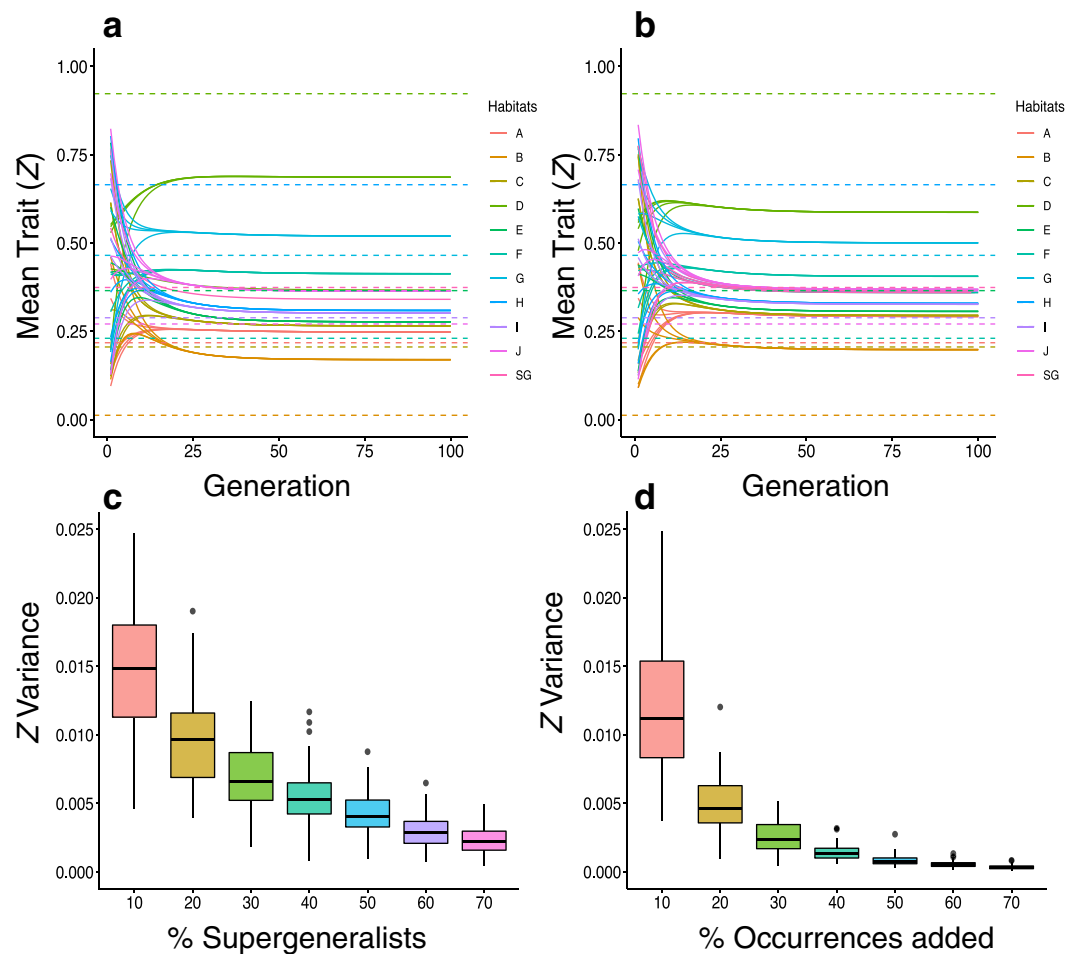 a
1.00
0.75
0.50
0.25
0.00
Mean Trait (Z)
0 25 50 75 100
Generation
Habitats
A
B
C
D
E
F
G
H
I
J
SG
b
1.00
0.75
0.50
0.25
0.00
Mean Trait (Z)
0 25 50 75 100
Generation
Habitats
A
B
C
D
E
F
G
H
I
J
SG
c
0.025
0.020
0.015
0.010
0.005
0.000
Z Variance
10 20 30 40 50 60 70
% Supergeneralists
d
0.025
0.020
0.015
0.010
0.005
0.000
Z Variance
10 20 30 40 50 60 70
% Occurrences added